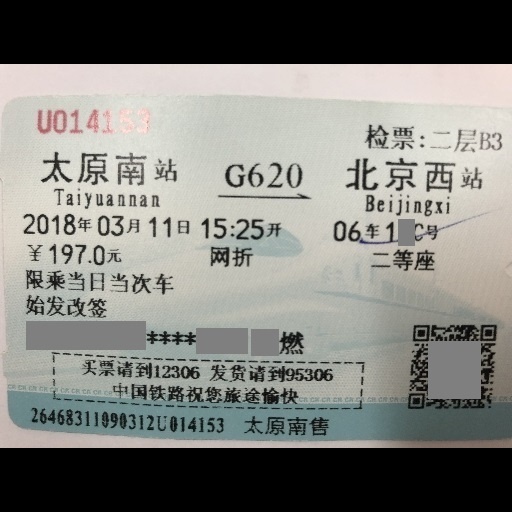 U014153
检票:二层B3
太原南站 G620 北京西站
Taiyuannan Beijingxi
2018年03月11日 15:25开 06车1 C号
￥197.0元 网折 二等座
限乘当日当次车
始发改签
**** 燃
买票请到12306 发货请到95306
中国铁路祝您旅途愉快
26468311090312U014153 太原南售